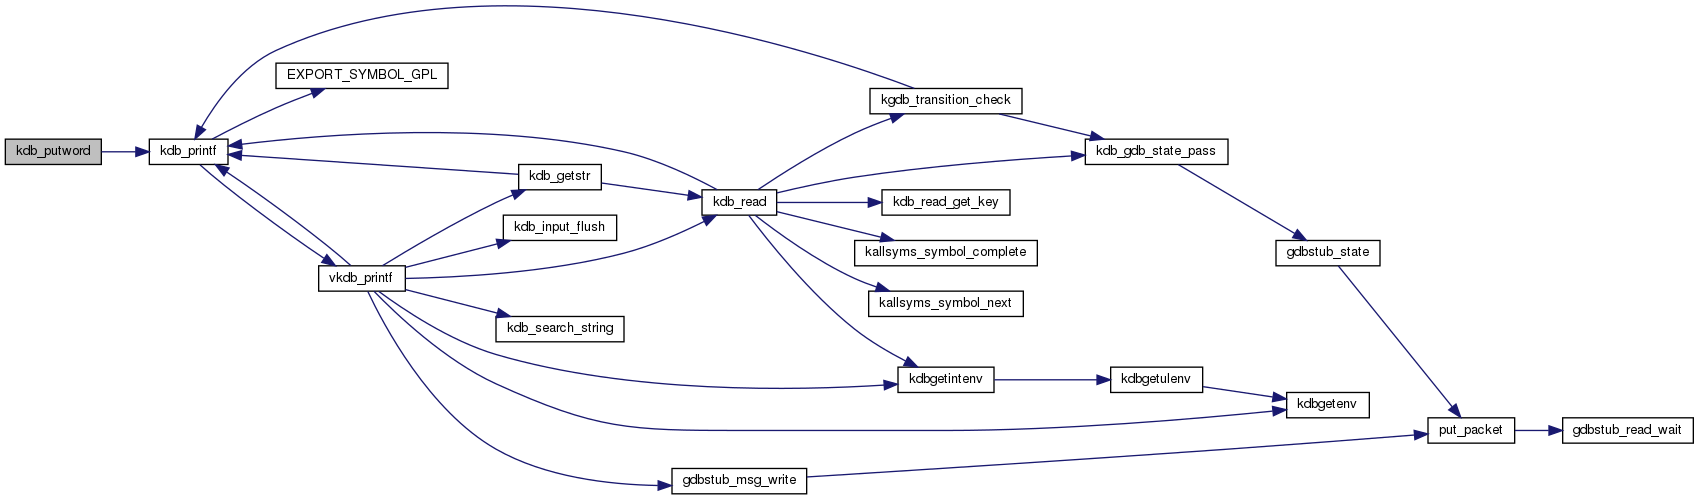 kdb_putword
kdb_printf
EXPORT_SYMBOL_GPL
vkdb_printf
kdb_getstr
kdb_input_flush
kdb_search_string
gdbstub_msg_write
kdb_read
kgdb_transition_check
kdb_read_get_key
kallsyms_symbol_complete
kallsyms_symbol_next
kdbgetintenv
kdb_gdb_state_pass
kdbgetulenv
gdbstub_state
kdbgetenv
put_packet
gdbstub_read_wait